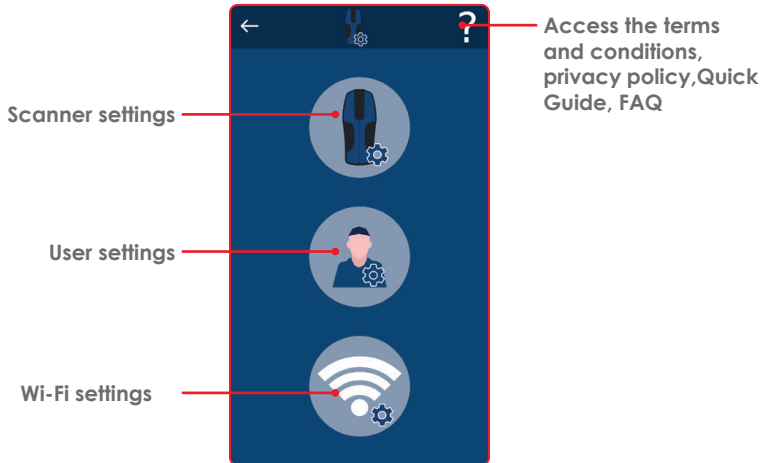 ?
Access the terms
and conditions,
privacy policy,Quick
Guide, FAQ
Scanner settings
User settings
Wi-Fi settings